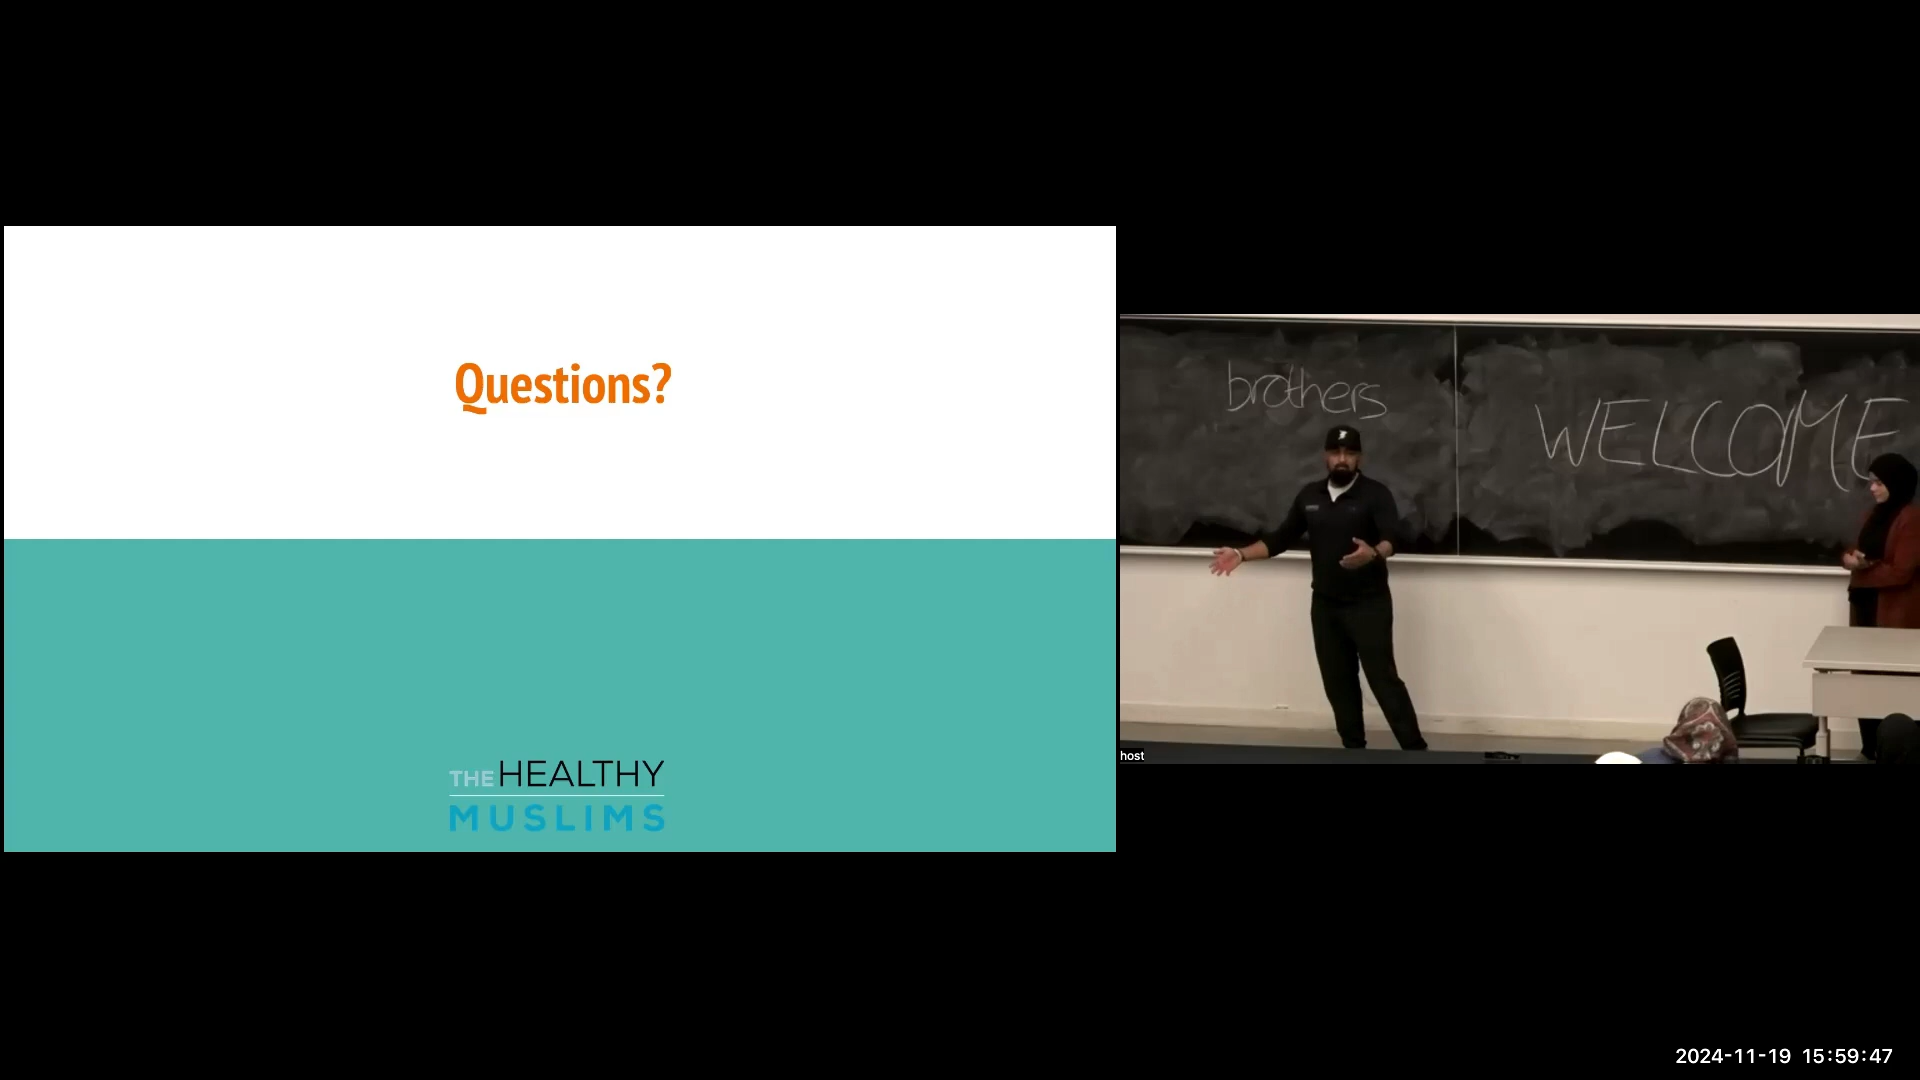 Questions?
THE HEALTHY
MUSLIMS
brothers
WELCOME
host
2024-11-19 15:59:47